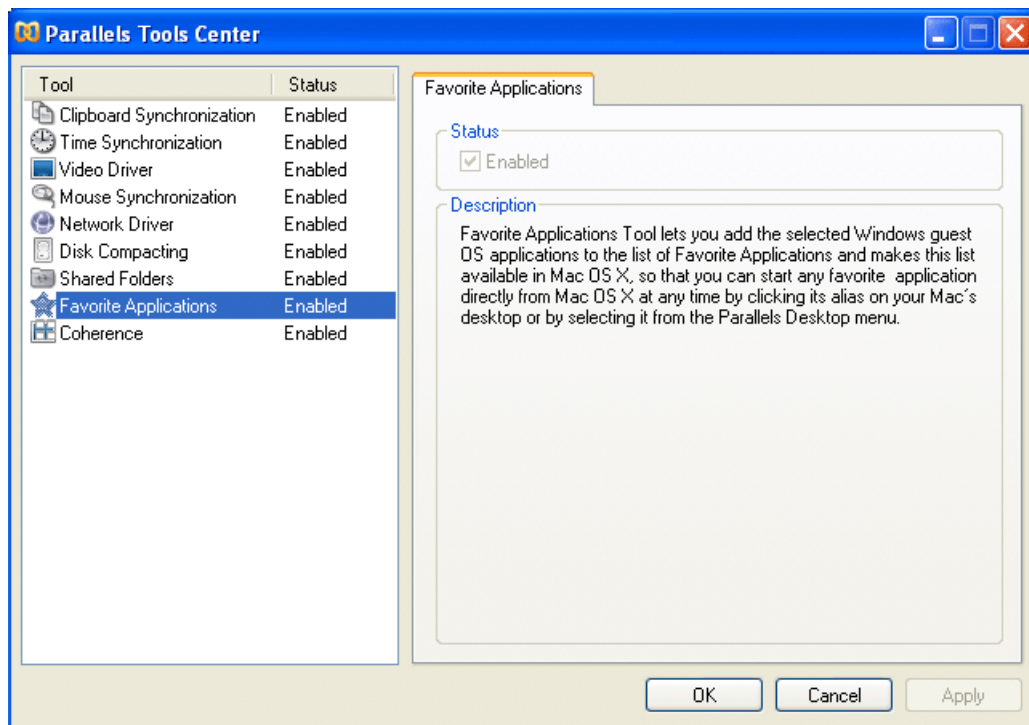 Parallels Tools Center
Tool Status
Clipboard Synchronization Enabled
Time Synchronization Enabled
Video Driver Enabled
Mouse Synchronization Enabled
Network Driver Enabled
Disk Compacting Enabled
Shared Folders Enabled
Favorite Applications Enabled
Coherence Enabled
Favorite Applications
Status
Enabled
Description
Favorite Applications Tool lets you add the selected Windows guest
OS applications to the list of Favorite Applications and makes this list
available in Mac OS X, so that you can start any favorite  application
directly from Mac OS X at any time by clicking its alias on your Mac´s
desktop or by selecting it from the Parallels Desktop menu.
OK Cancel Apply